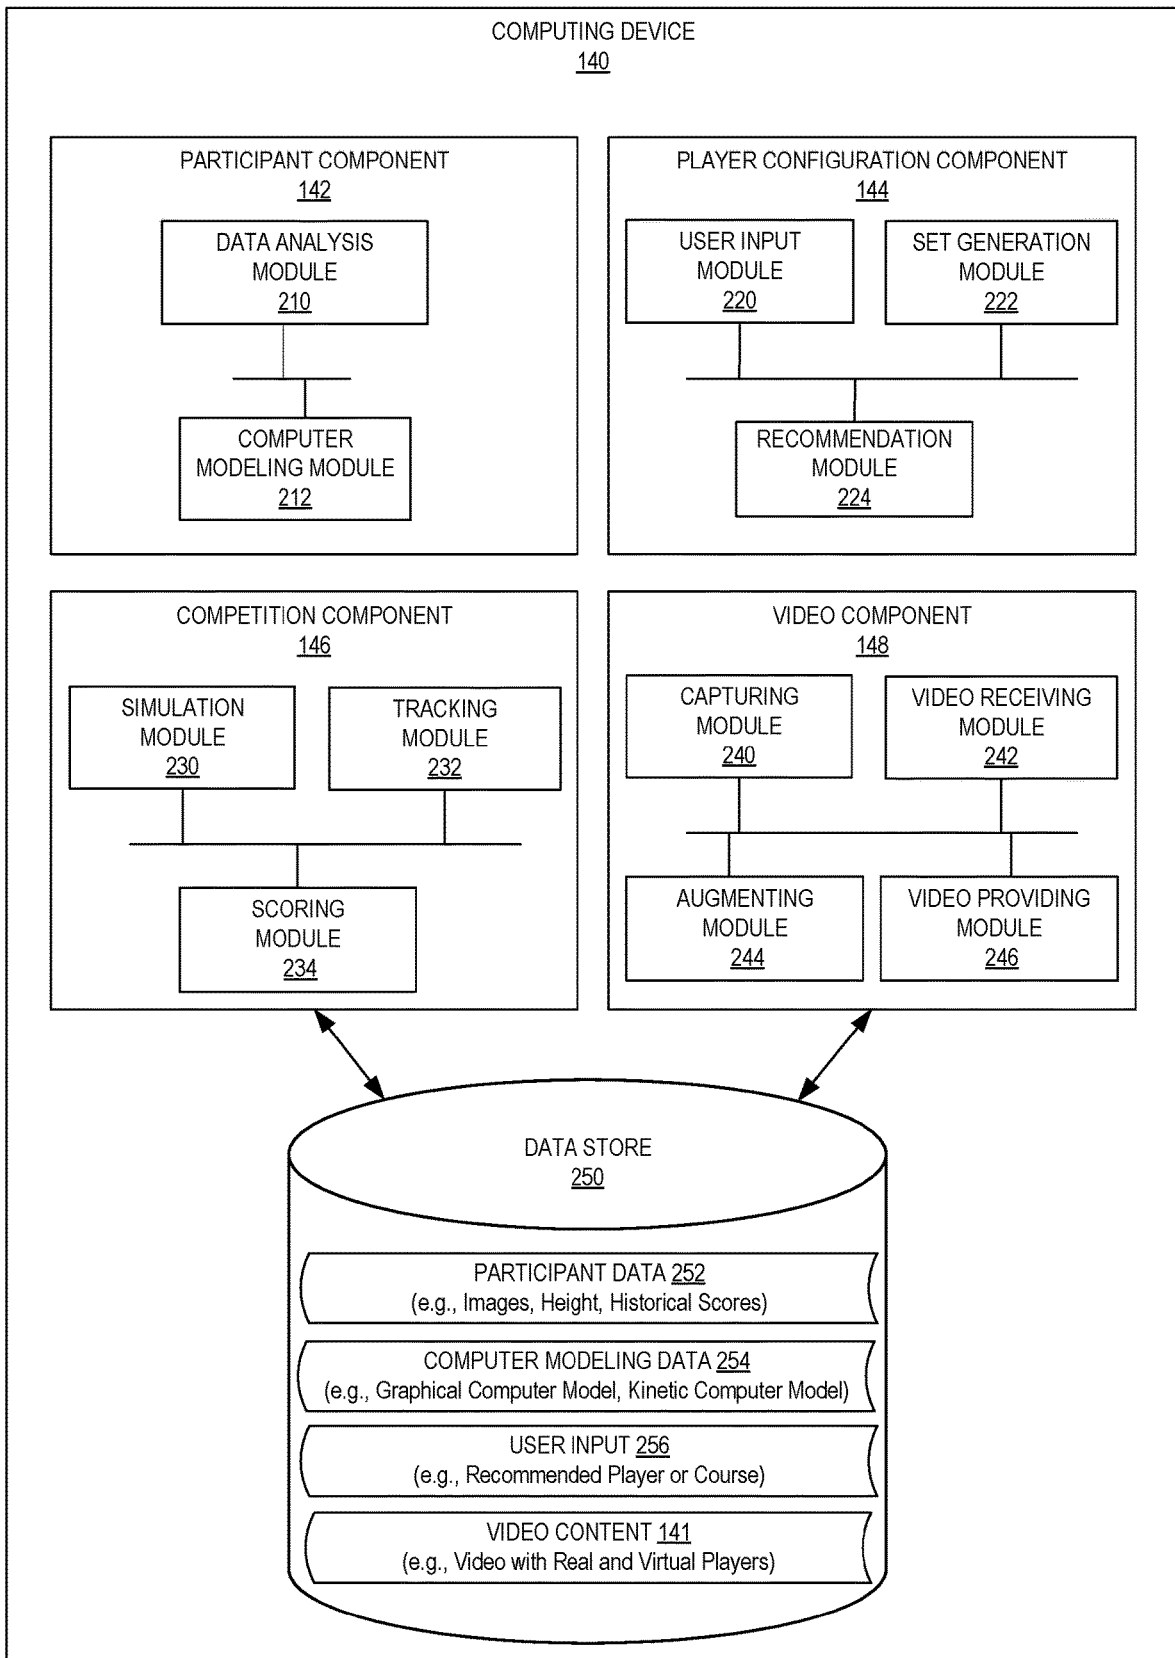 COMPUTING DEVICE
140
PARTICIPANT COMPONENT
142
DATA ANALYSIS
MODULE
210
COMPUTER
MODELING MODULE
212
PLAYER CONFIGURATION COMPONENT
144
USER INPUT
MODULE
220
SET GENERATION
MODULE
222
RECOMMENDATION
MODULE
224
COMPETITION COMPONENT
146
SIMULATION
MODULE
230
TRACKING
MODULE
232
SCORING
MODULE
234
VIDEO COMPONENT
148
CAPTURING
MODULE
240
VIDEO RECEIVING
MODULE
242
AUGMENTING
MODULE
244
VIDEO PROVIDING
MODULE
246
DATA STORE
250
PARTICIPANT DATA 252
(e.g., Images, Height, Historical Scores)
COMPUTER MODELING DATA 254
(e.g., Graphical Computer Model, Kinetic Computer Model)
USER INPUT 256
(e.g., Recommended Player or Course)
VIDEO CONTENT 141
(e.g., Video with Real and Virtual Players)